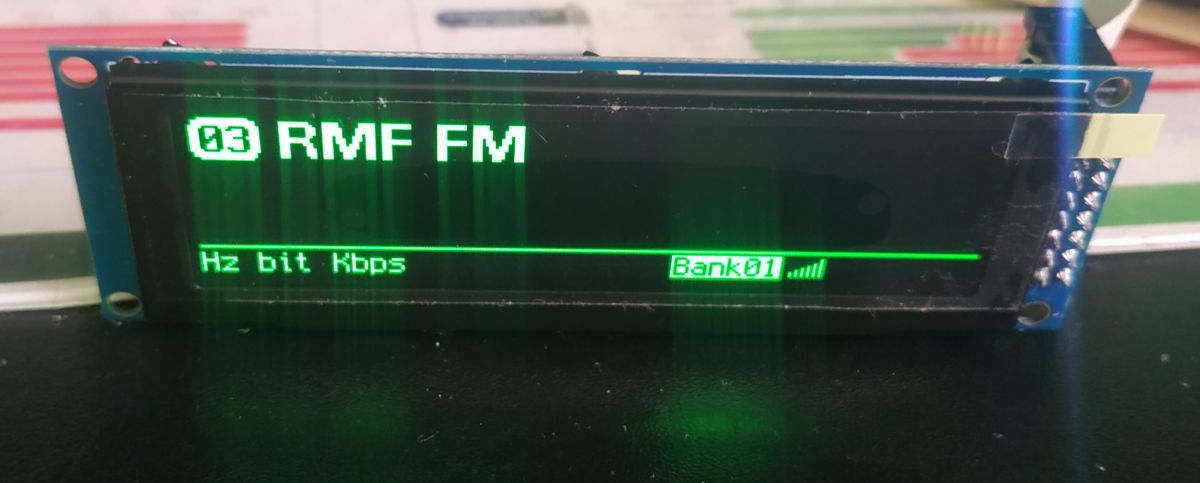 03 RMF FM
Hz bit Kbps Bank01